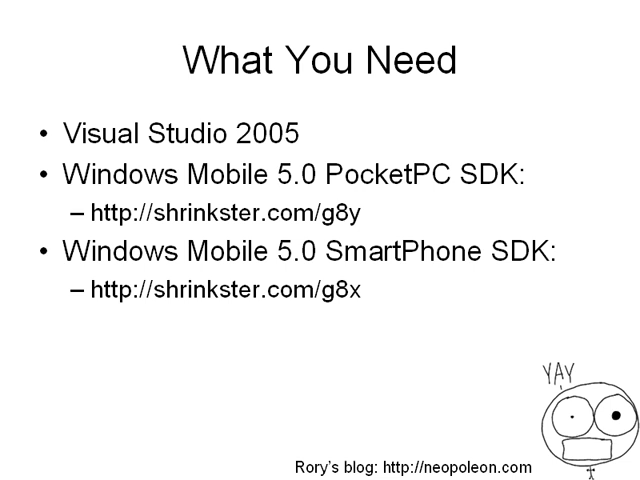 What You Need
• Visual Studio 2005
• Windows Mobile 5.0 PocketPC SDK:
– http://shrinkster.com/g8y
• Windows Mobile 5.0 SmartPhone SDK:
– http://shrinkster.com/g8x
YAY
Rory's blog: http://neopoleon.com